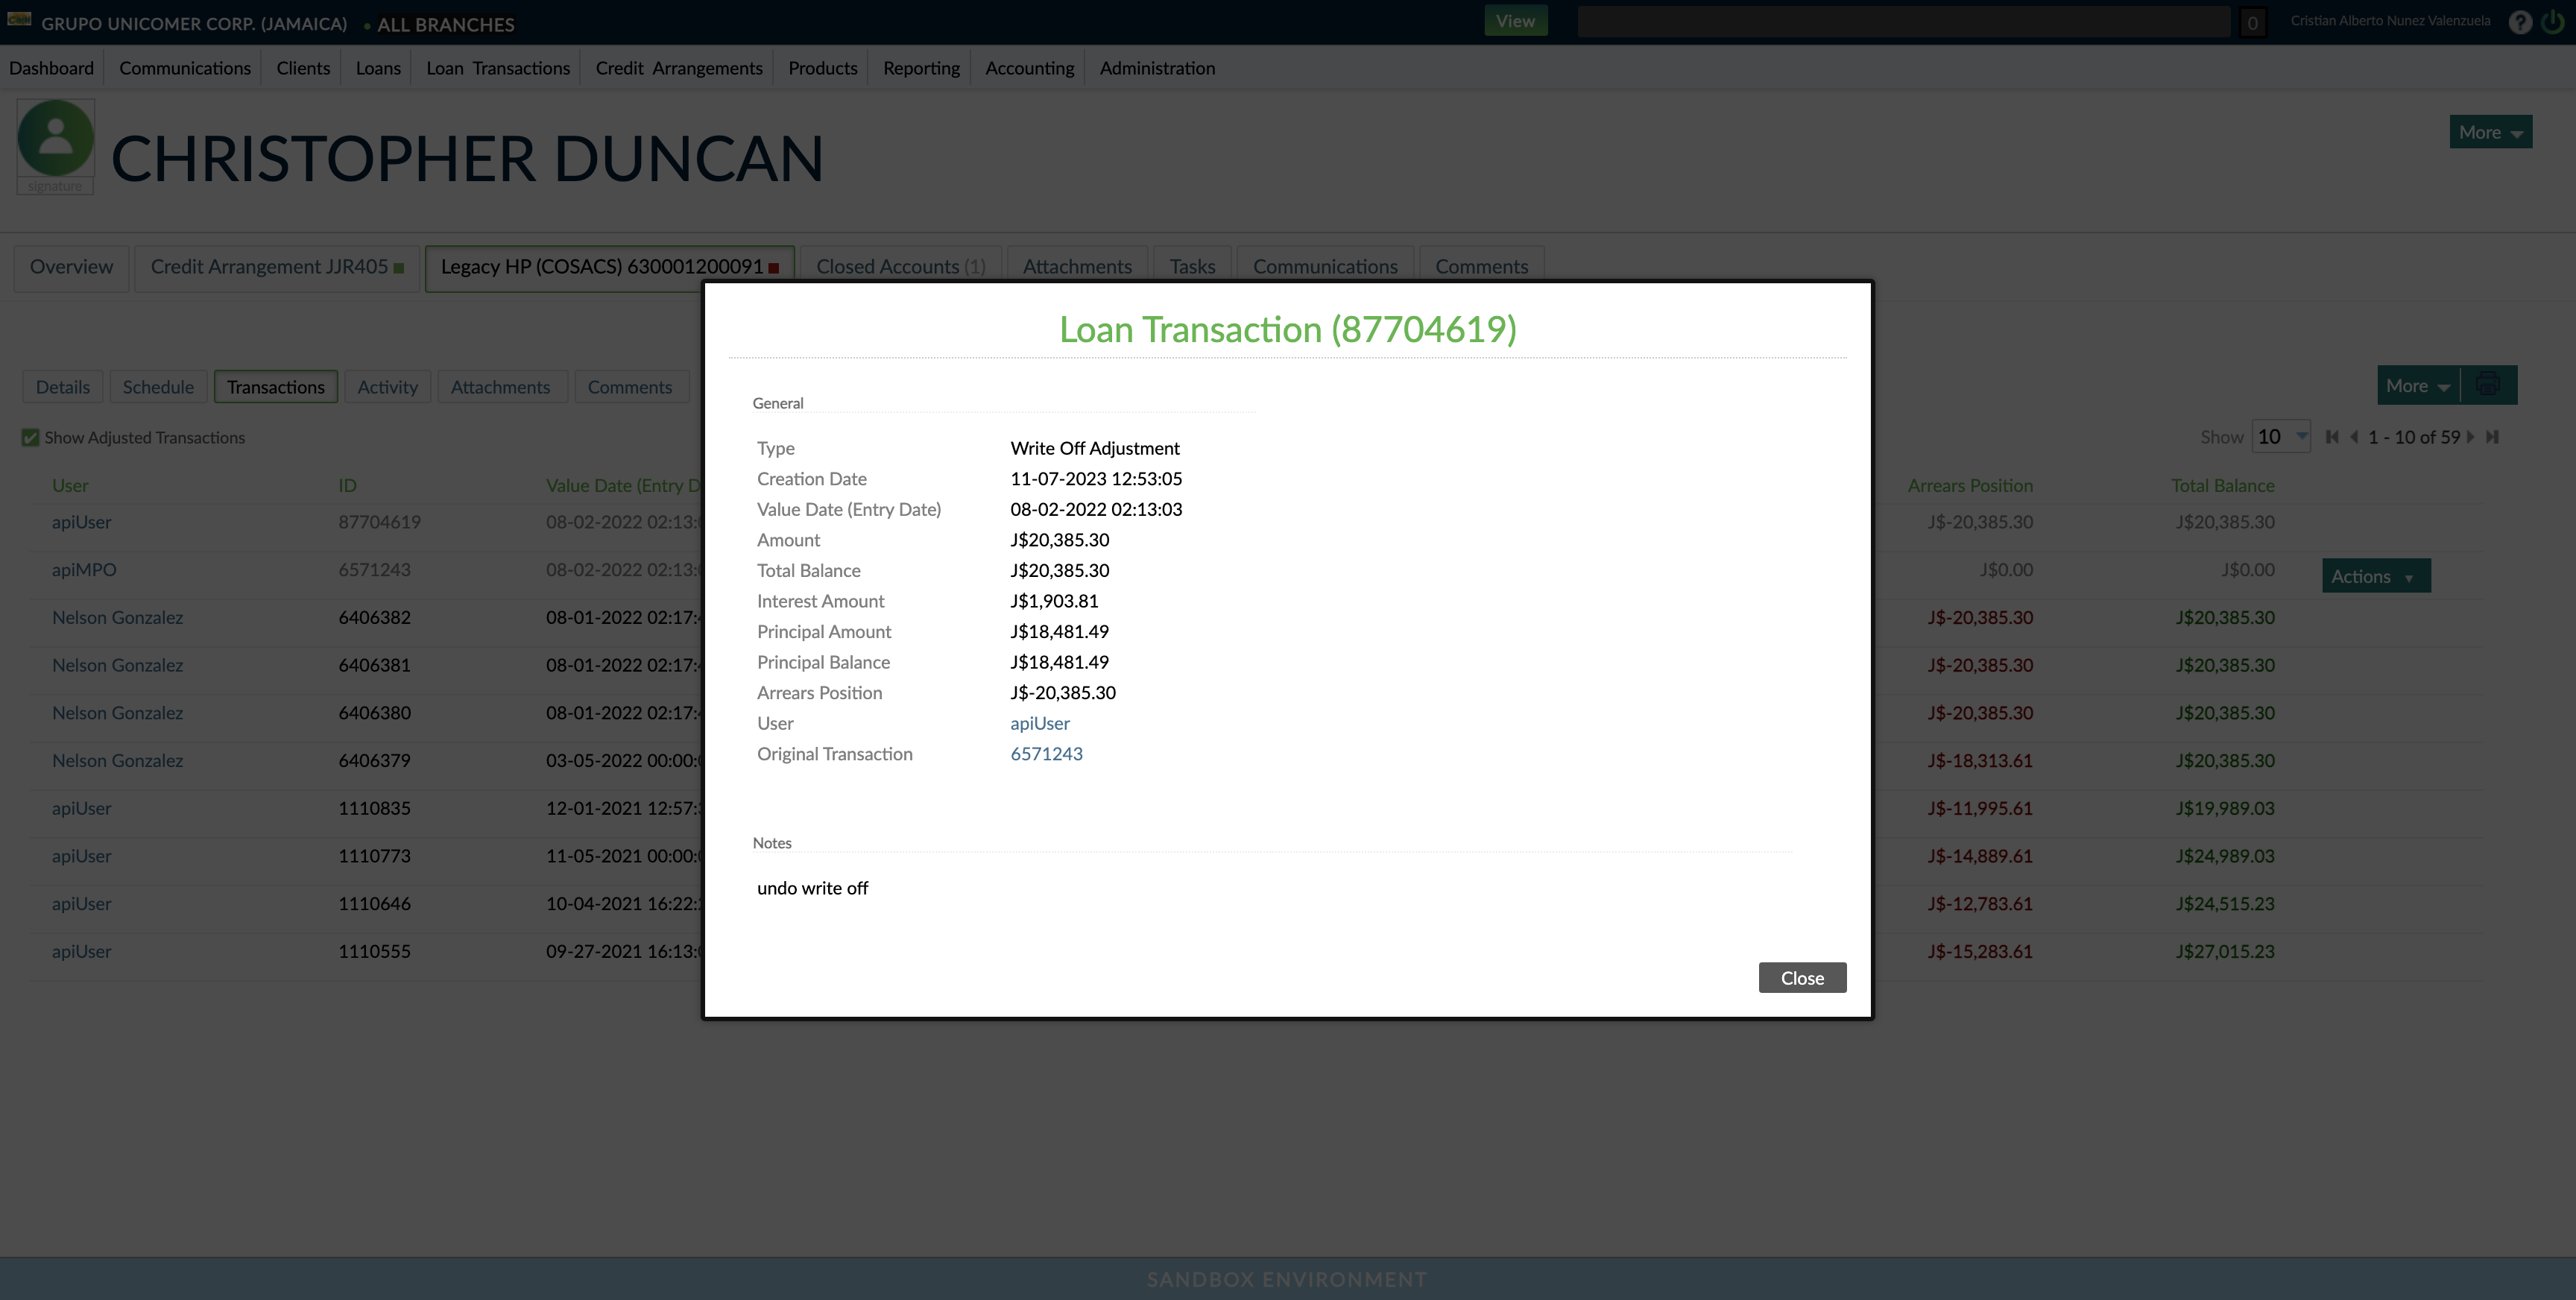 GRUPO UNICOMER CORP. (JAMAICA) • ALL BRANCHES View 0 Cristian Alberto Nunez Valenzuela ?
Dashboard Communications Clients Loans Loan Transactions Credit Arrangements Products Reporting Accounting Administration
CHRISTOPHER DUNCAN More
signature
Overview Credit Arrangement JJR405 Legacy HP (COSACS) 630001200091 Closed Accounts (1) Attachments Tasks Communications Comments
Details Schedule Transactions Activity Attachments Comments More
Show Adjusted Transactions Show 10 1 - 10 of 59
User ID Value Date (Entry D Arrears Position Total Balance
apiUser 87704619 08-02-2022 02:13: J$-20,385.30 J$20,385.30
apiMPO 6571243 08-02-2022 02:13: J$0.00 J$0.00 Actions
Nelson Gonzalez 6406382 08-01-2022 02:17: J$-20,385.30 J$20,385.30
Nelson Gonzalez 6406381 08-01-2022 02:17: J$-20,385.30 J$20,385.30
Nelson Gonzalez 6406380 08-01-2022 02:17: J$-20,385.30 J$20,385.30
Nelson Gonzalez 6406379 03-05-2022 00:00: J$-18,313.61 J$20,385.30
apiUser 1110835 12-01-2021 12:57: J$-11,995.61 J$19,989.03
apiUser 1110773 11-05-2021 00:00: J$-14,889.61 J$24,989.03
apiUser 1110646 10-04-2021 16:22: J$-12,783.61 J$24,515.23
apiUser 1110555 09-27-2021 16:13: J$-15,283.61 J$27,015.23
Loan Transaction (87704619)
General
Type Write Off Adjustment
Creation Date 11-07-2023 12:53:05
Value Date (Entry Date) 08-02-2022 02:13:03
Amount J$20,385.30
Total Balance J$20,385.30
Interest Amount J$1,903.81
Principal Amount J$18,481.49
Principal Balance J$18,481.49
Arrears Position J$-20,385.30
User apiUser
Original Transaction 6571243
Notes
undo write off
Close
SANDBOX ENVIRONMENT